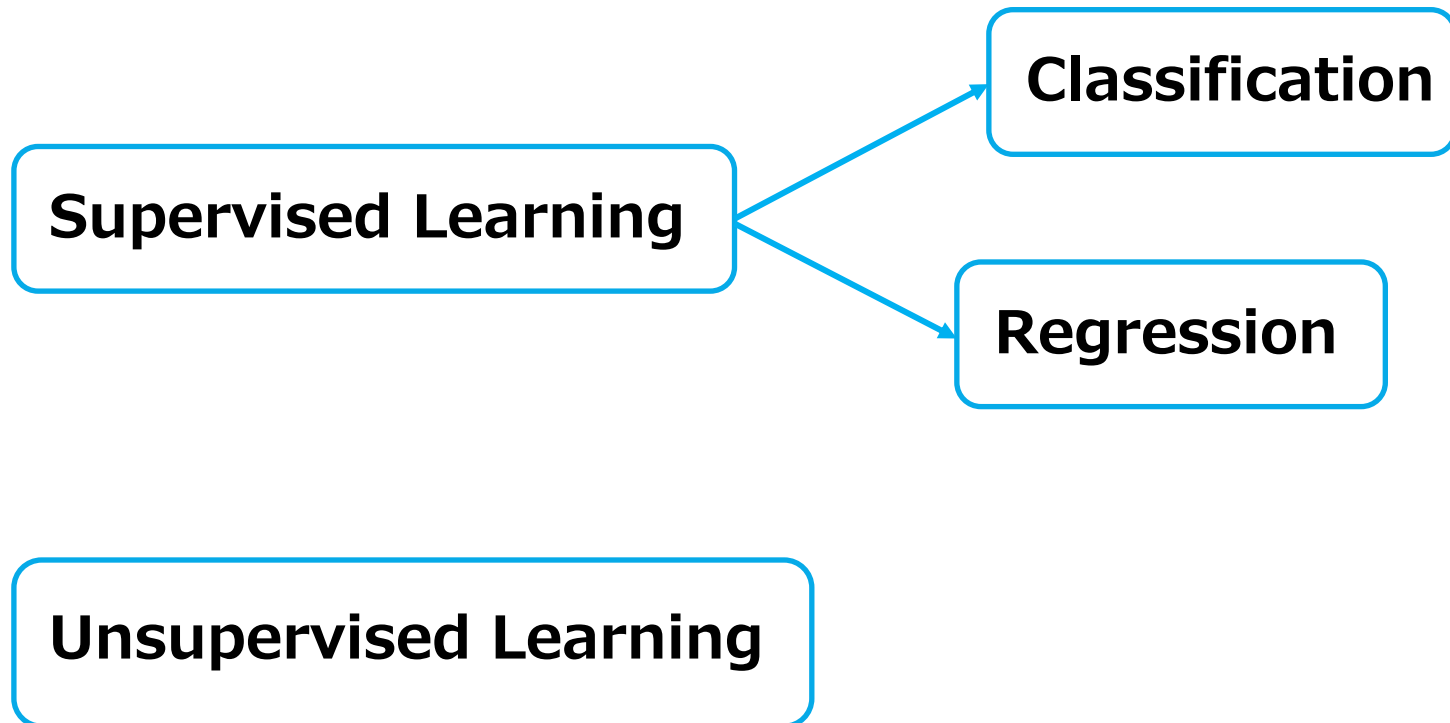 Classification
Supervised Learning
Regression
Unsupervised Learning